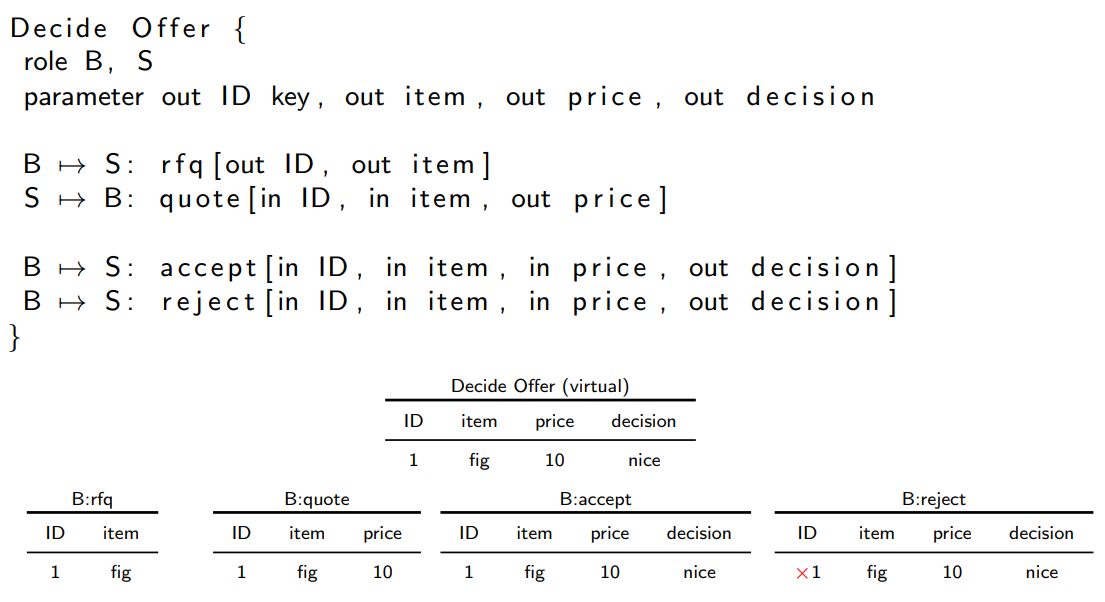 Decide Offer {
role B, S
parameter out ID key, out item, out price, out decision
B ↦ S: rfq[out ID, out item]
S ↦ B: quote[in ID, in item, out price]
B ↦ S: accept[in ID, in item, in price, out decision]
B ↦ S: reject[in ID, in item, in price, out decision]
}
Decide Offer (virtual)
ID item price decision
1 fig 10 nice
B:rfq B:quote B:accept B:reject
ID item ID item price ID item price decision ID item price decision
1 fig 1 fig 10 1 fig 10 nice ×1 fig 10 nice